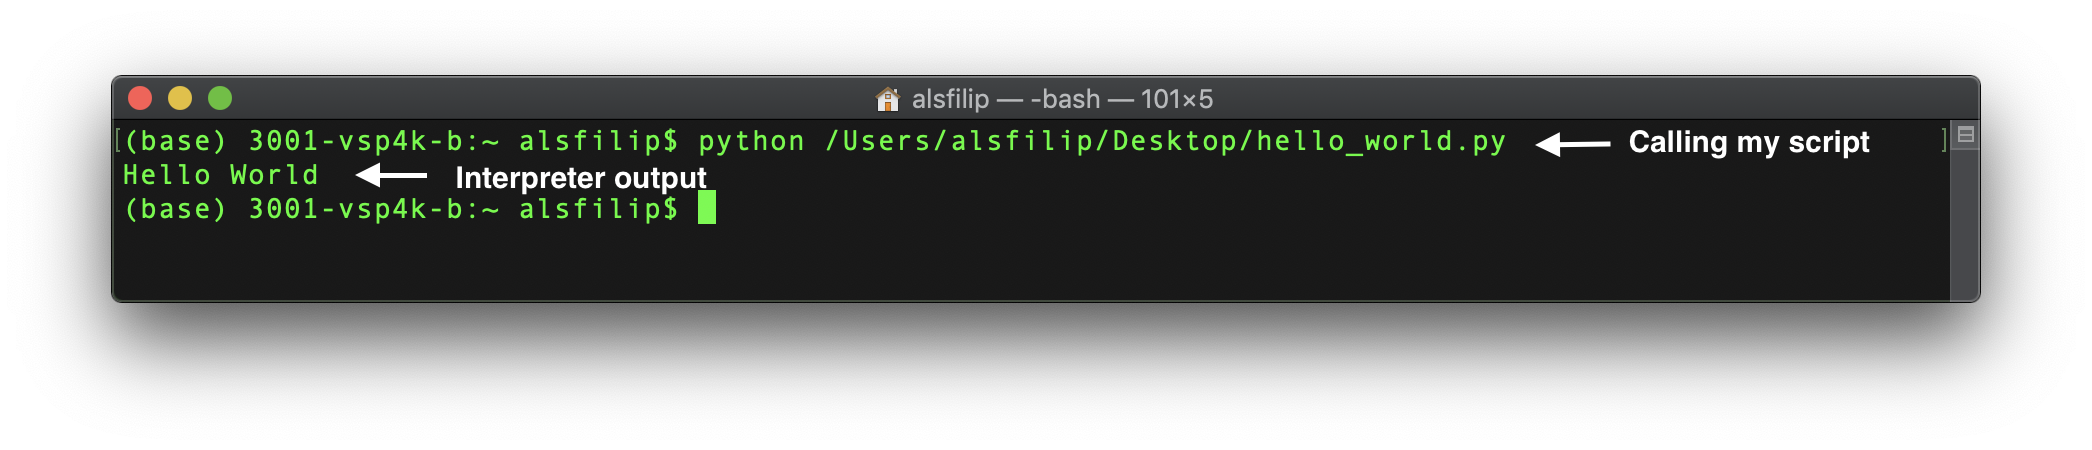 alsfilip — -bash — 101×5
[(base) 3001-vsp4k-b:~ alsfilip$ python /Users/alsfilip/Desktop/hello_world.py Calling my script ]
Hello World Interpreter output
(base) 3001-vsp4k-b:~ alsfilip$